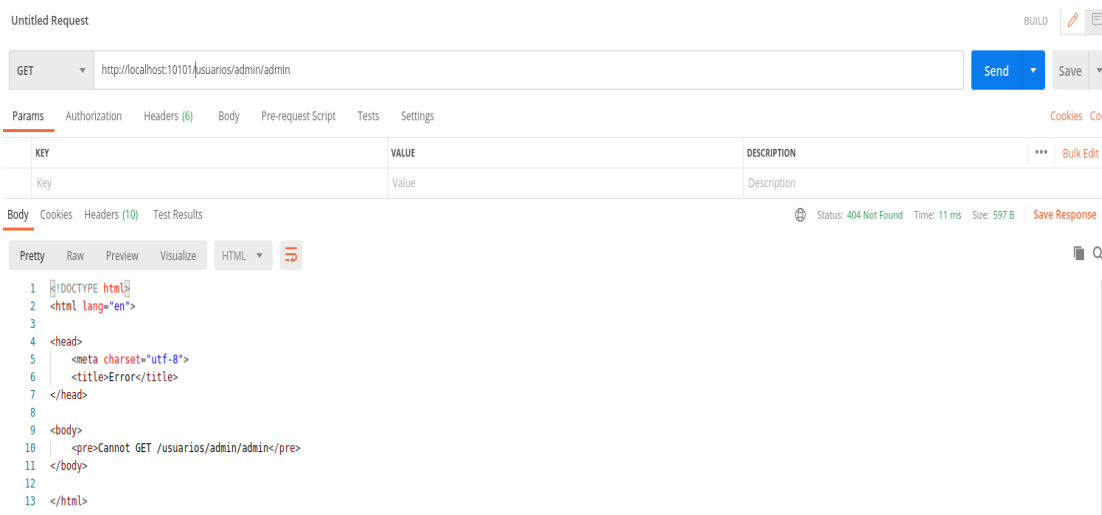 Untitled Request BUILD
GET http://localhost:10101/usuarios/admin/admin Send Save
Params Authorization Headers (6) Body Pre-request Script Tests Settings Cookies
KEY VALUE DESCRIPTION ••• Bulk Edit
Key Value Description
Body Cookies Headers (10) Test Results Status: 404 Not Found Time: 11 ms Size: 597 B Save Response
Pretty Raw Preview Visualize HTML
1 <!DOCTYPE html>
2 <html lang="en">
3
4 <head>
5 <meta charset="utf-8">
6 <title>Error</title>
7 </head>
8
9 <body>
10 <pre>Cannot GET /usuarios/admin/admin</pre>
11 </body>
12
13 </html>